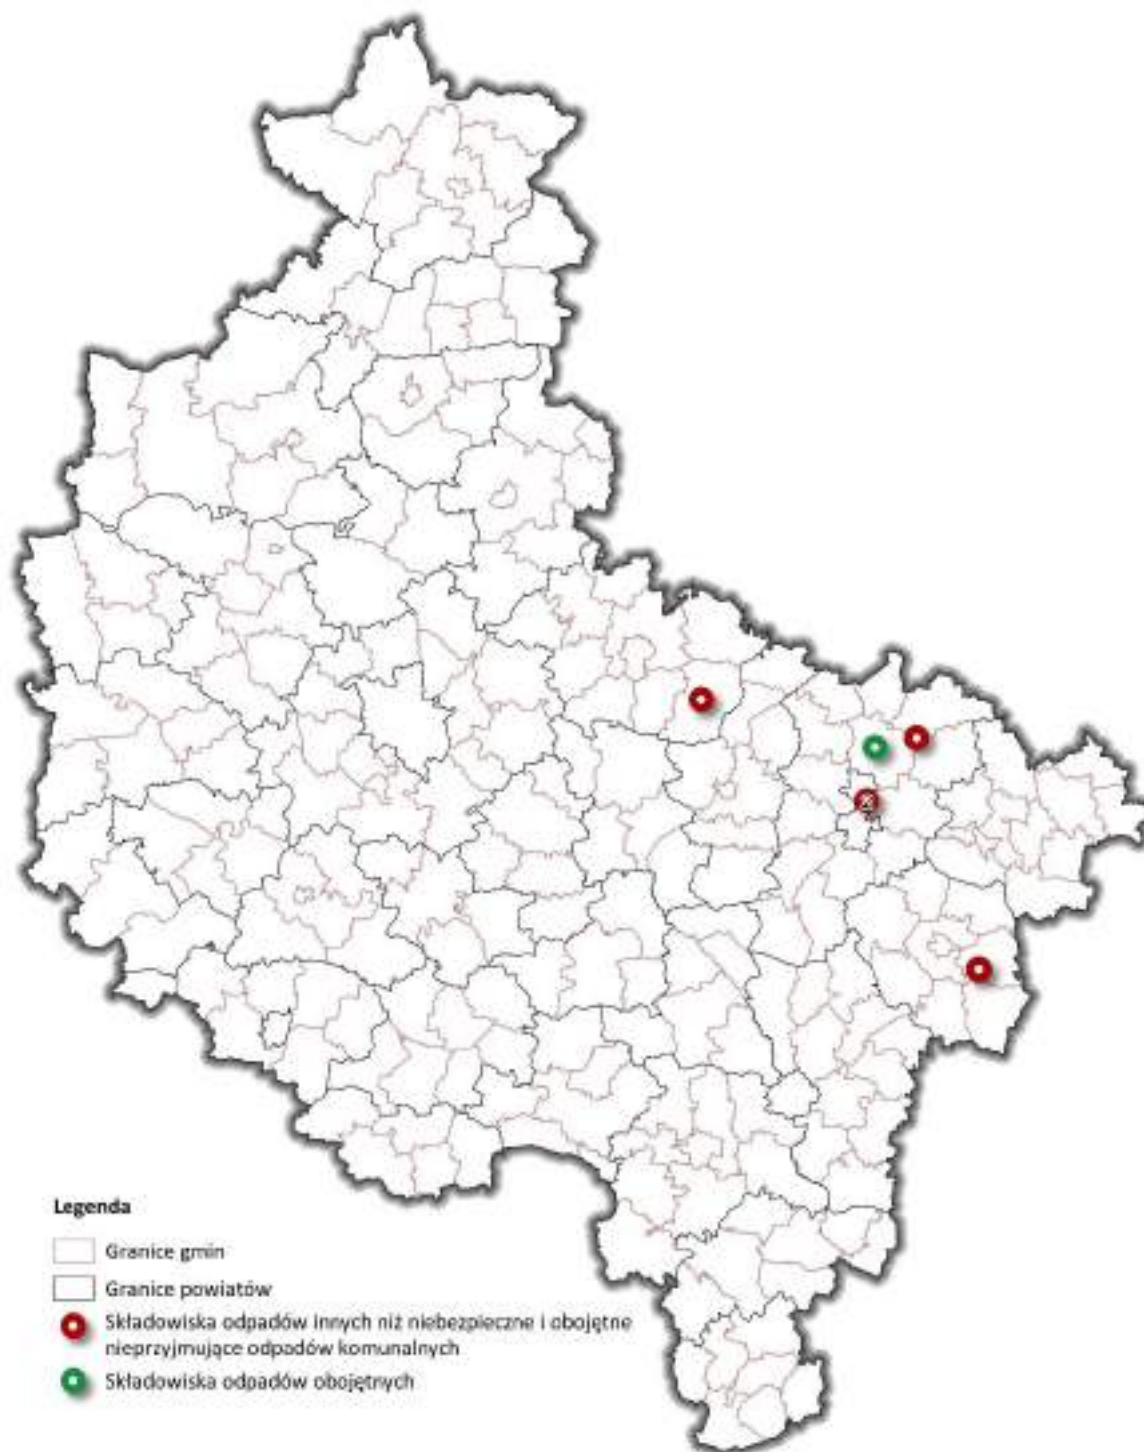 Legenda
Granice gmin
Granice powiatów
Składowiska odpadów innych niż niebezpieczne i obojętne
nieprzyjmujące odpadów komunalnych
Składowiska odpadów obojętnych